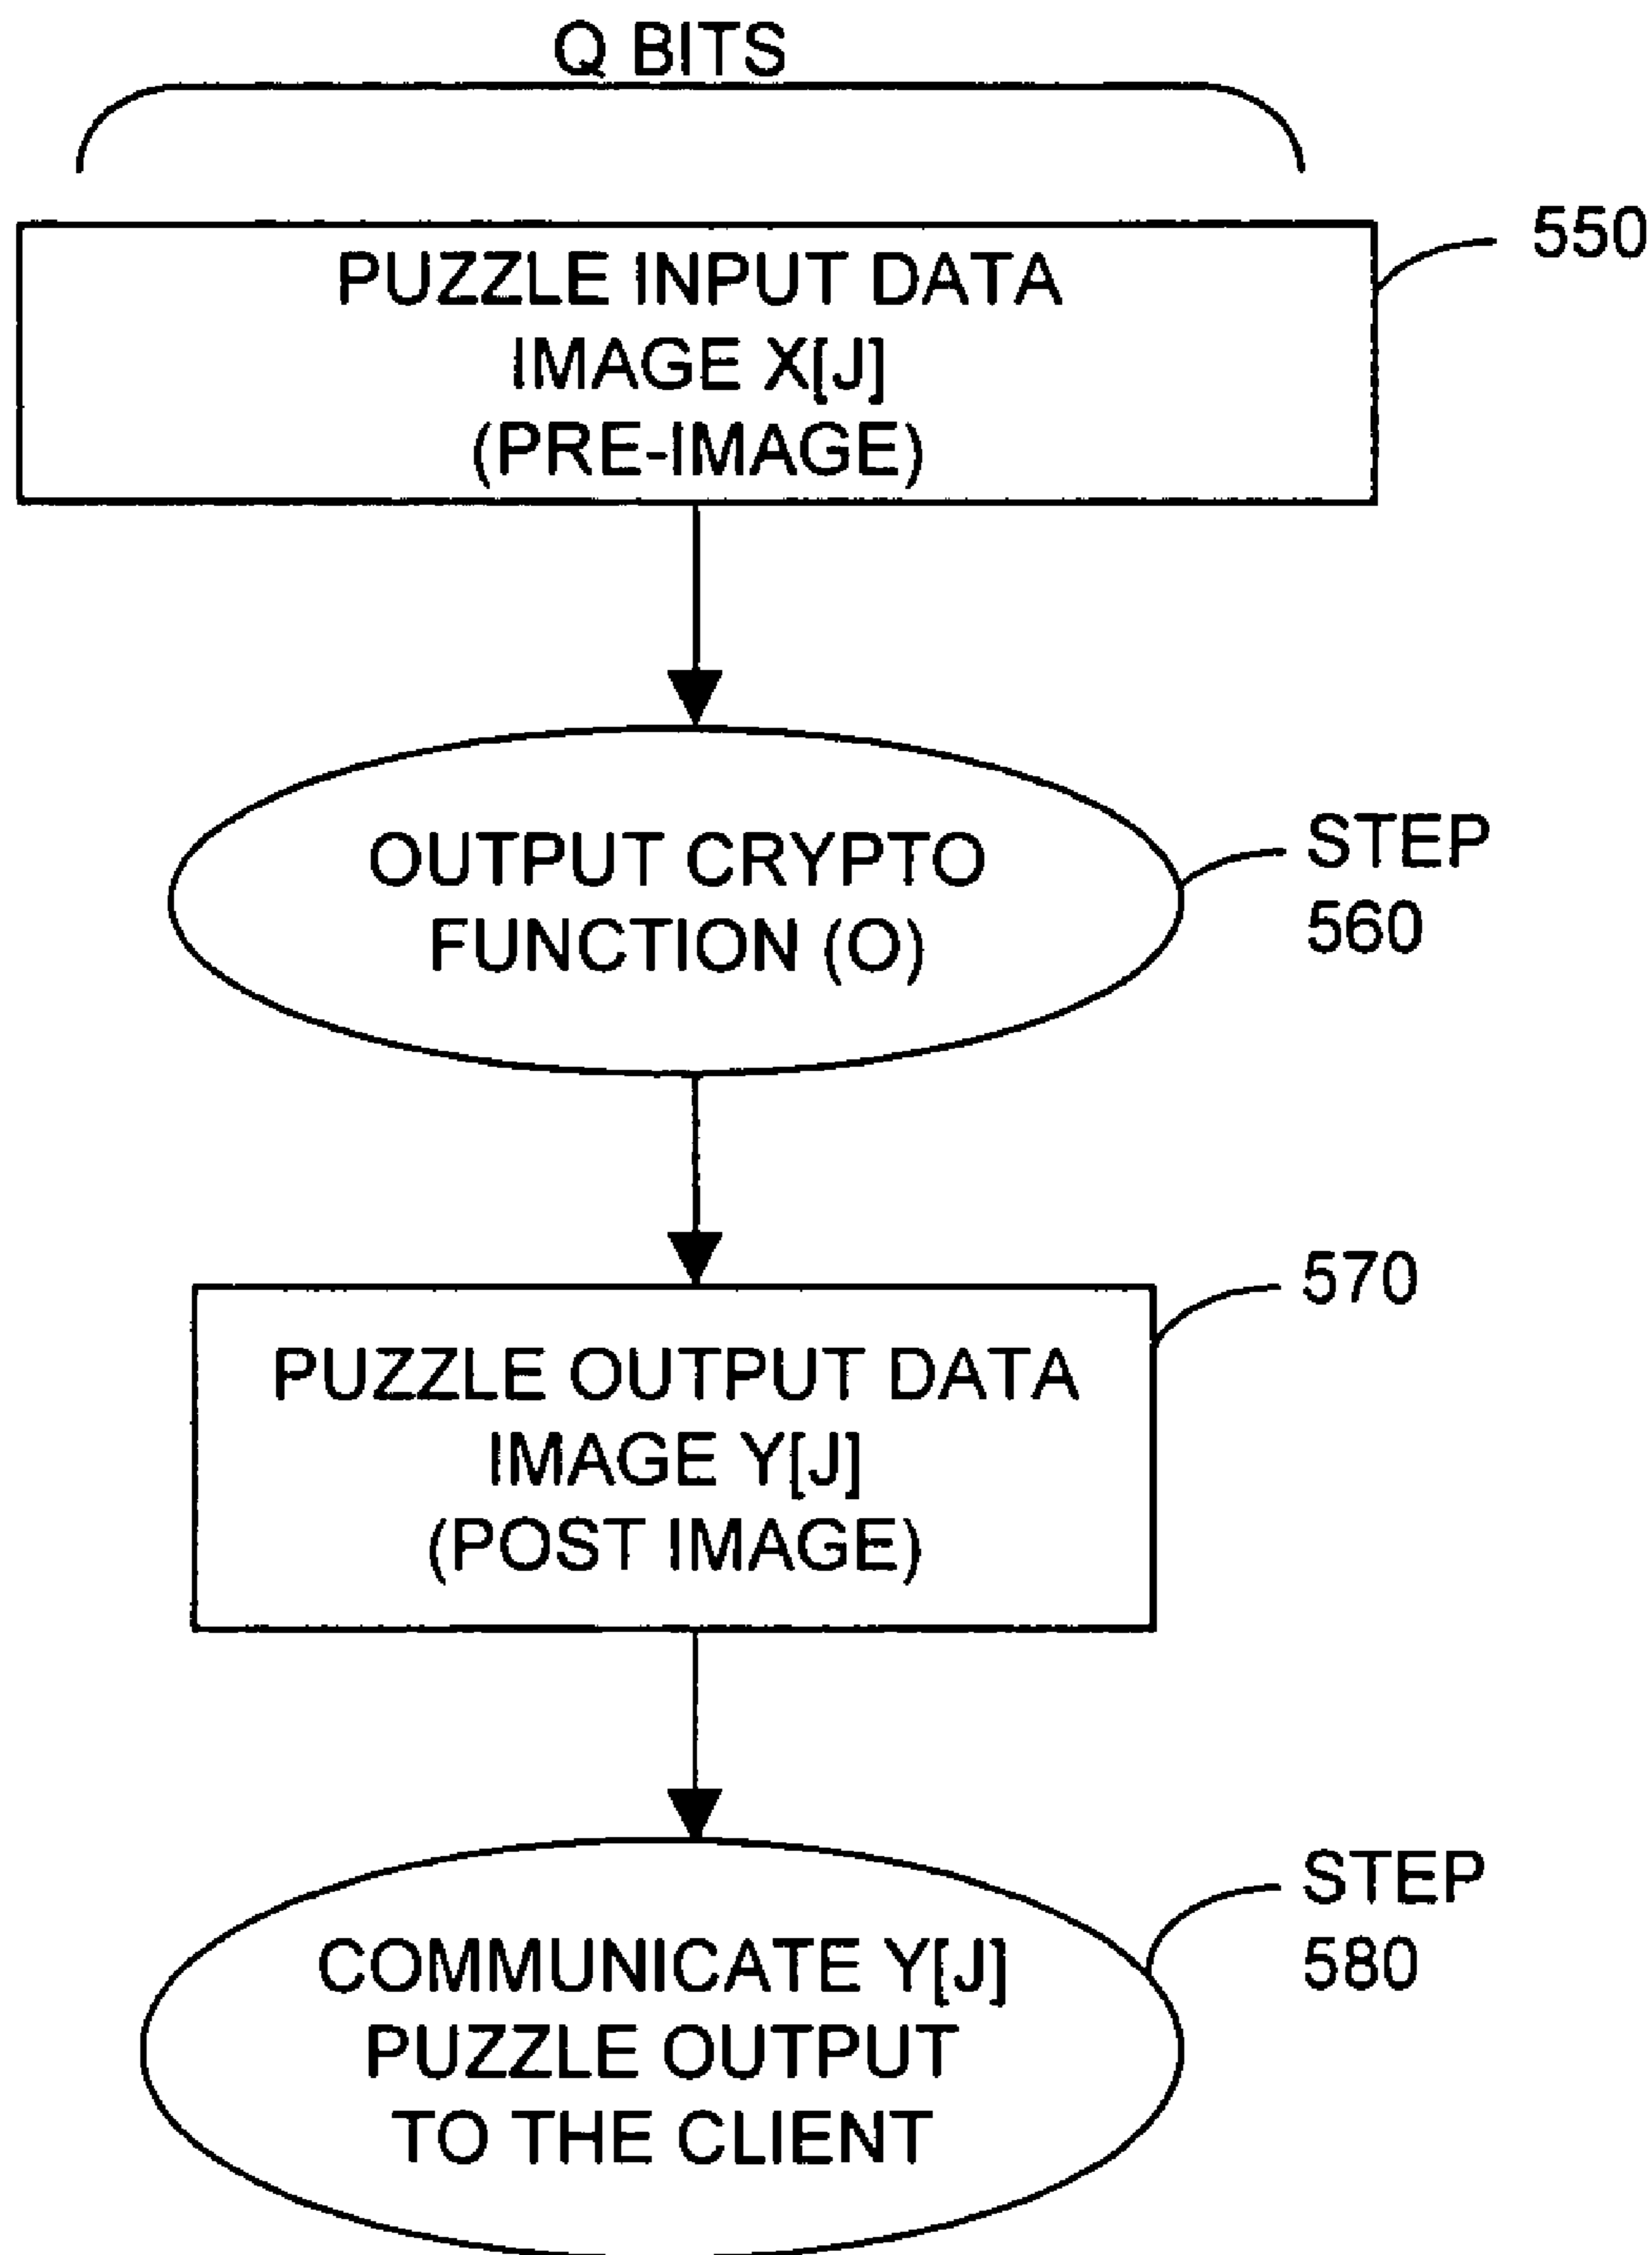 Q BITS
550
PUZZLE INPUT DATA
IMAGE X[J]
(PRE-IMAGE)
OUTPUT CRYPTO
FUNCTION (O)
STEP
560
570
PUZZLE OUTPUT DATA
IMAGE Y[J]
(POST IMAGE)
STEP
580
COMMUNICATE Y[J]
PUZZLE OUTPUT
TO THE CLIENT